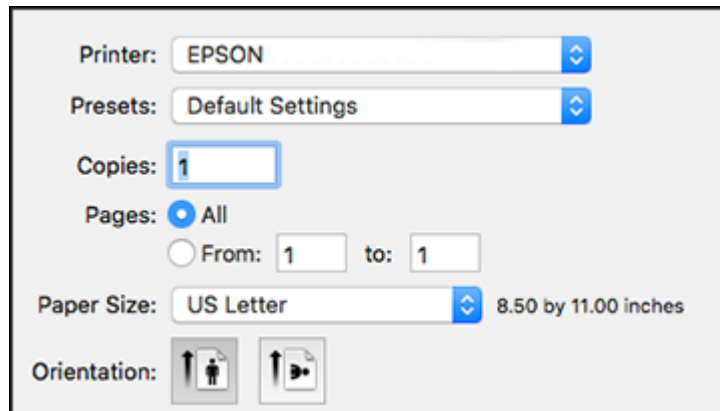 Printer: EPSON
Presets: Default Settings
Copies: 1
Pages: All
From: 1 to: 1
Paper Size: US Letter 8.50 by 11.00 inches
Orientation: